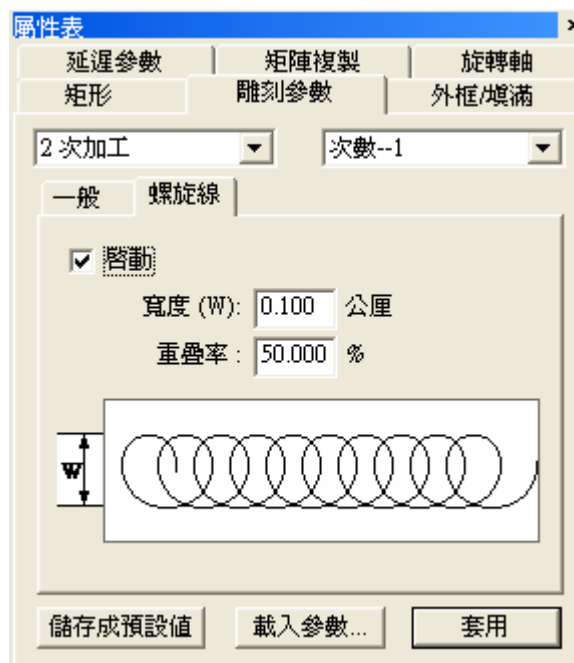 屬性表
延遲參數 矩陣複製 旋轉軸
矩形 雕刻參數 外框/填滿
2 次加工 次數--1
一般 螺旋線
啓動
寬度 (W): 0.100 公厘
重疊率 : 50.000 %
W
儲存成預設值 載入參數... 套用